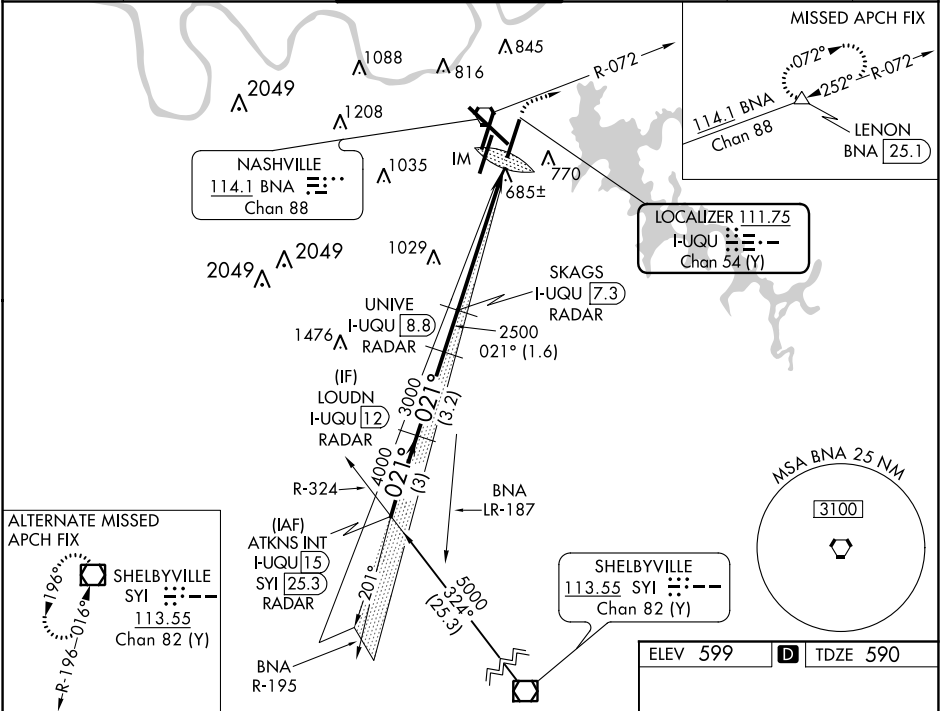 MISSED APCH FIX
072°
252°
R-072
114.1 BNA
Chan 88
LENON
BNA 25.1
1088
845
816
2049
1208
R-072
IM
NASHVILLE
114.1 BNA
Chan 88
1035
770
685±
LOCALIZER 111.75
I-UQU
Chan 54 (Y)
2049
2049
1029
SKAGS
I-UQU 7.3
RADAR
UNIVE
I-UQU 8.8
RADAR
2500
021° (1.6)
1476
(IF)
LOUDN
I-UQU 12
RADAR
3000
021°
(3.2)
4000
021°
(3)
R-324
BNA
LR-187
MSA BNA 25 NM
3100
(IAF)
ATKNS INT
I-UQU 15
SYI 25.3
RADAR
201°
BNA
R-195
5000
324°
(25.3)
SHELBYVILLE
113.55 SYI
Chan 82 (Y)
ALTERNATE MISSED
APCH FIX
196°
R-196
016°
SHELBYVILLE
SYI
113.55
Chan 82 (Y)
ELEV 599 D TDZE 590